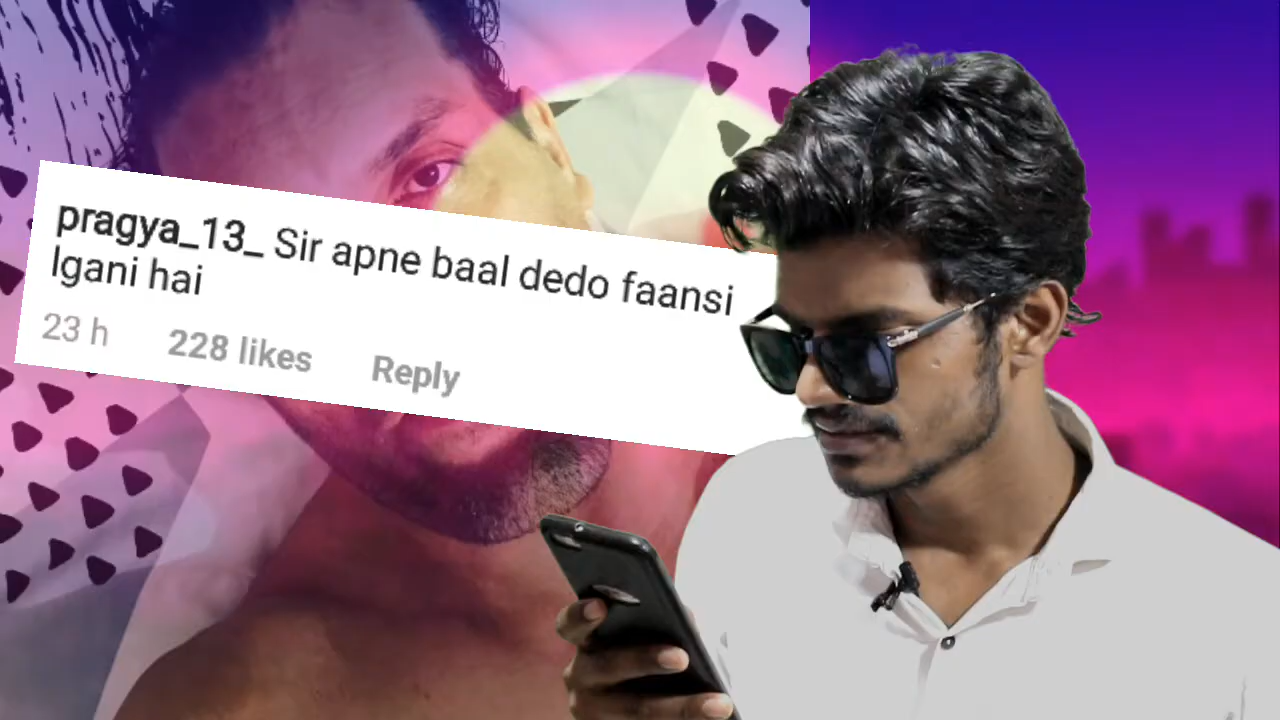 pragya_13_ Sir apne baal dedo faansi
lgani hai
23 h 228 likes Reply